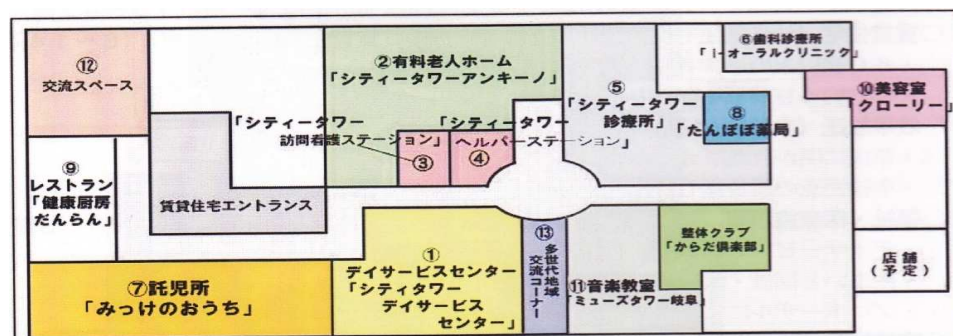 ⑫
交流スペース
②有料老人ホーム
「シティータワーアンキーノ」
⑥歯科診療所
「i-オーラルクリニック」
⑤
「シティータワー
診療所」
⑧
「たんぽぽ薬局」
⑩美容室
「クローリー」
「シティータワー
訪問看護ステーション」
③
「シティータワー
ヘルパーステーション」
④
⑨
レストラン
「健康厨房
だんらん」
賃貸住宅エントランス
⑦託児所
「みっけのおうち」
①
デイサービスセンター
「シティタワー
デイサービス
センター」
⑬
多世代地域
交流コーナー
⑪音楽教室
「ミューズタワー岐阜」
整体クラブ
「からだ倶楽部」
店舗
(予定)